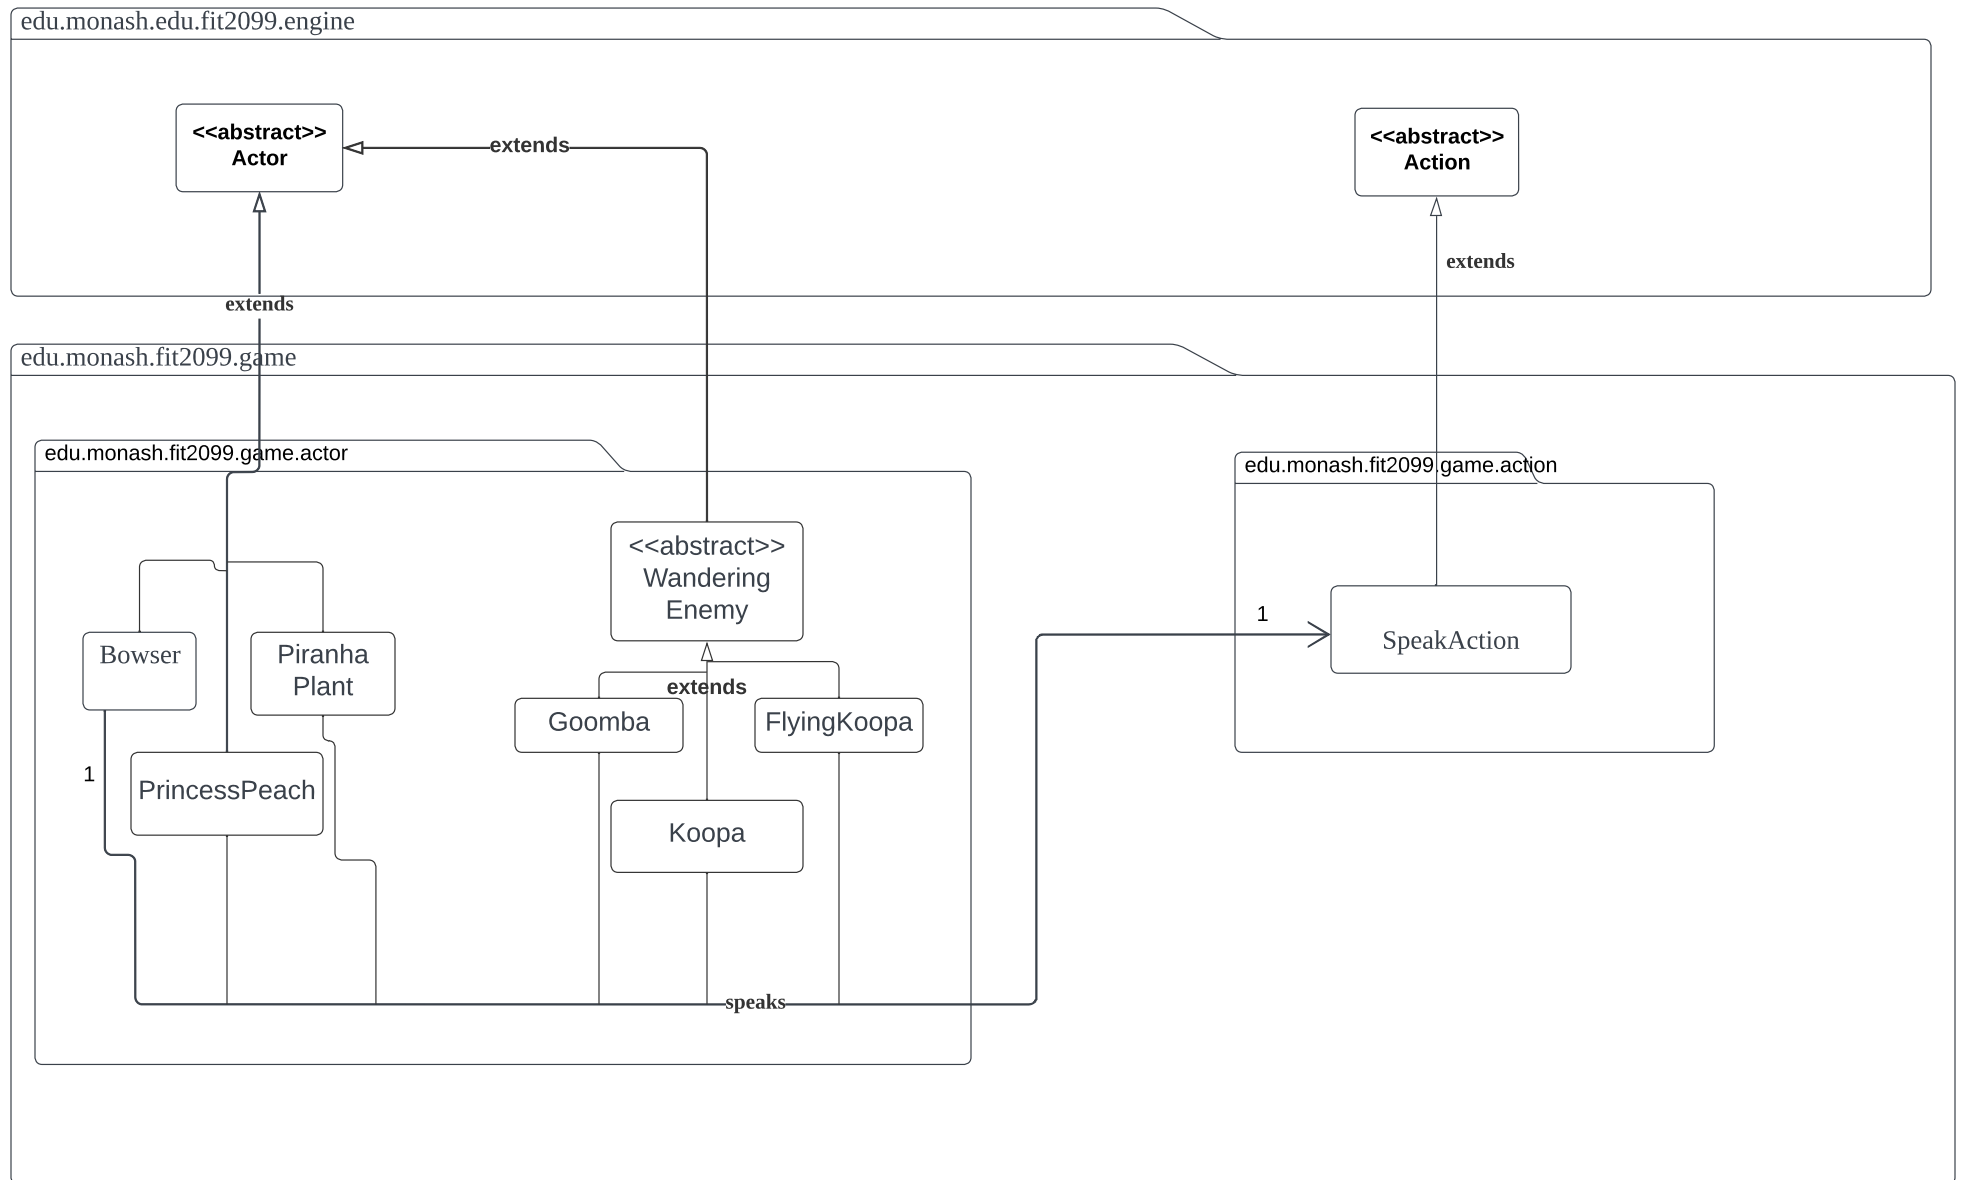 edu.monash.edu.fit2099.engine
<<abstract>>
Actor
extends
<<abstract>>
Action
extends
extends
edu.monash.fit2099.game
edu.monash.fit2099.game.actor
edu.monash.fit2099.game.action
<<abstract>>
Wandering
Enemy
Bowser
Piranha
Plant
1
SpeakAction
extends
Goomba
FlyingKoopa
1
PrincessPeach
Koopa
speaks